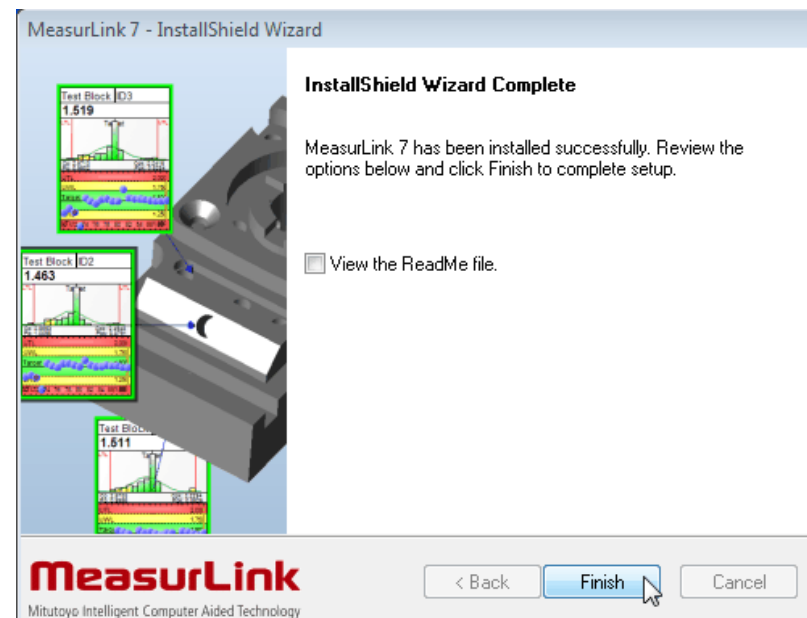 MeasurLink 7 - InstallShield Wizard
InstallShield Wizard Complete
MeasurLink 7 has been installed successfully. Review the
options below and click Finish to complete setup.
View the ReadMe file.
Test Block ID3
1.519
Test Block ID2
1.463
Test Block
1.511
MeasurLink
Mitutoyo Intelligent Computer Aided Technology
< Back
Finish
Cancel